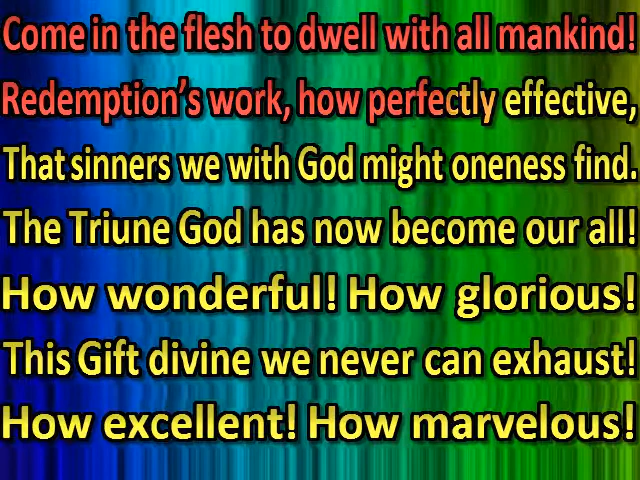 Come in the flesh to dwell with all mankind!
Redemption’s work, how perfectly effective,
That sinners we with God might oneness find.
The Triune God has now become our all!
How wonderful! How glorious!
This Gift divine we never can exhaust!
How excellent! How marvelous!